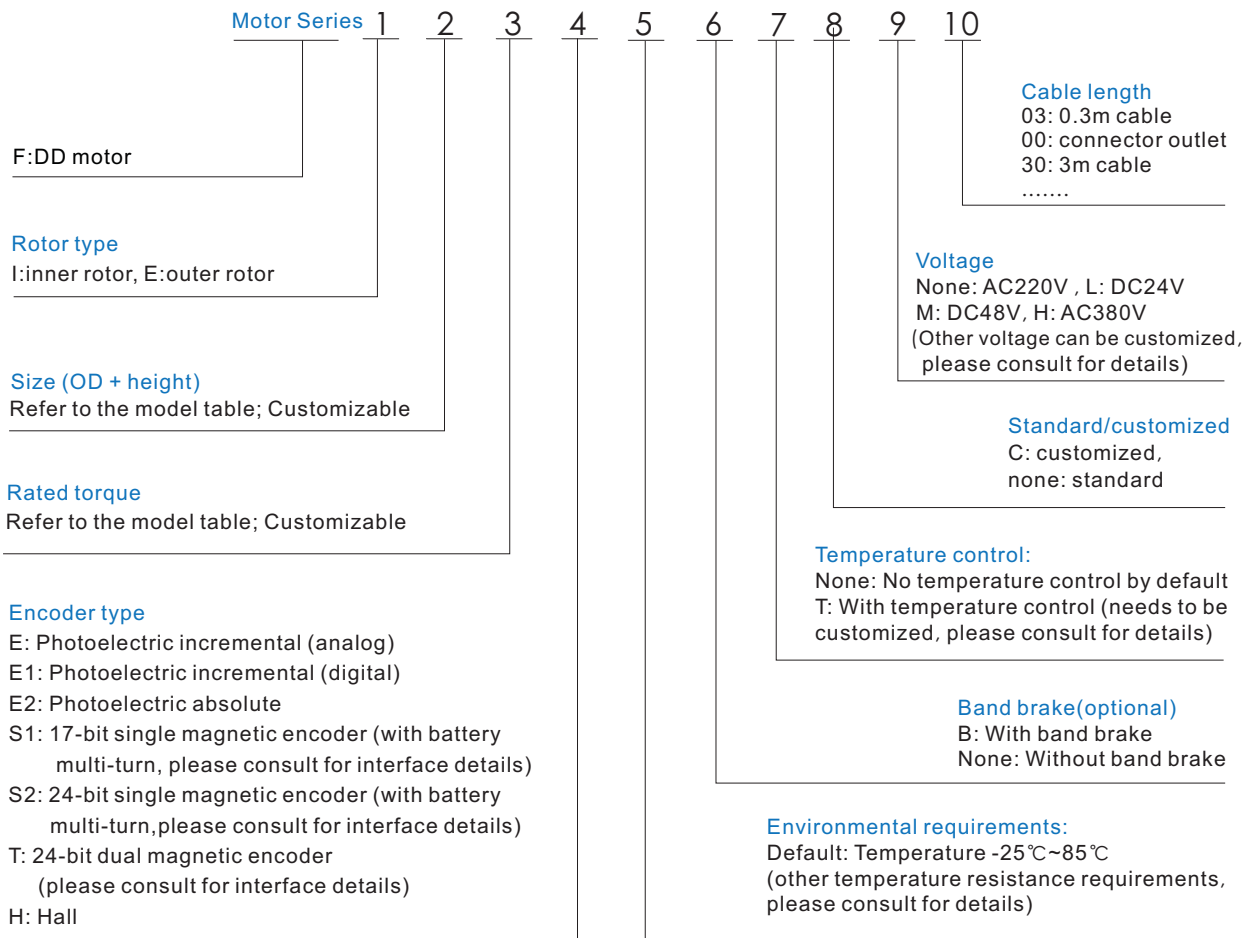 Motor Series 1 2 3 4 5 6 7 8 9 10
F:DD motor
Rotor type
I:inner rotor, E:outer rotor
Size (OD + height)
Refer to the model table; Customizable
Rated torque
Refer to the model table; Customizable
Encoder type
E: Photoelectric incremental (analog)
E1: Photoelectric incremental (digital)
E2: Photoelectric absolute
S1: 17-bit single magnetic encoder (with battery
multi-turn, please consult for interface details)
S2: 24-bit single magnetic encoder (with battery
multi-turn,please consult for interface details)
T: 24-bit dual magnetic encoder
(please consult for interface details)
H: Hall
Cable length
03: 0.3m cable
00: connector outlet
30: 3m cable
.......
Voltage
None: AC220V , L: DC24V
M: DC48V, H: AC380V
(Other voltage can be customized,
please consult for details)
Standard/customized
C: customized,
none: standard
Temperature control:
None: No temperature control by default
T: With temperature control (needs to be
customized, please consult for details)
Band brake(optional)
B: With band brake
None: Without band brake
Environmental requirements:
Default: Temperature -25℃~85℃
(other temperature resistance requirements,
please consult for details)